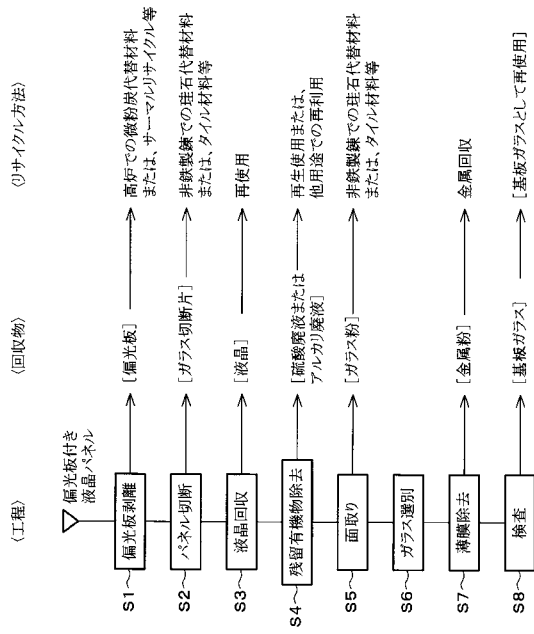 〈工程〉
〈回収物〉
〈リサイクル方法〉
偏光板付き
液晶パネル
S1
偏光板剥離
[偏光板]
高炉での微粉炭代替材料
または、サーマルリサイクル等
S2
パネル切断
[ガラス切断片]
非鉄製錬での珪石代替材料
または、タイル材料等
S3
液晶回収
[液晶]
再使用
S4
残留有機物除去
[硫酸廃液または
アルカリ廃液]
再生使用または、
他用途での再利用
S5
面取り
[ガラス粉]
非鉄製錬での珪石代替材料
または、タイル材料等
S6
ガラス選別
S7
薄膜除去
[金属粉]
金属回収
S8
検査
[基板ガラス]
[基板ガラスとして再使用]